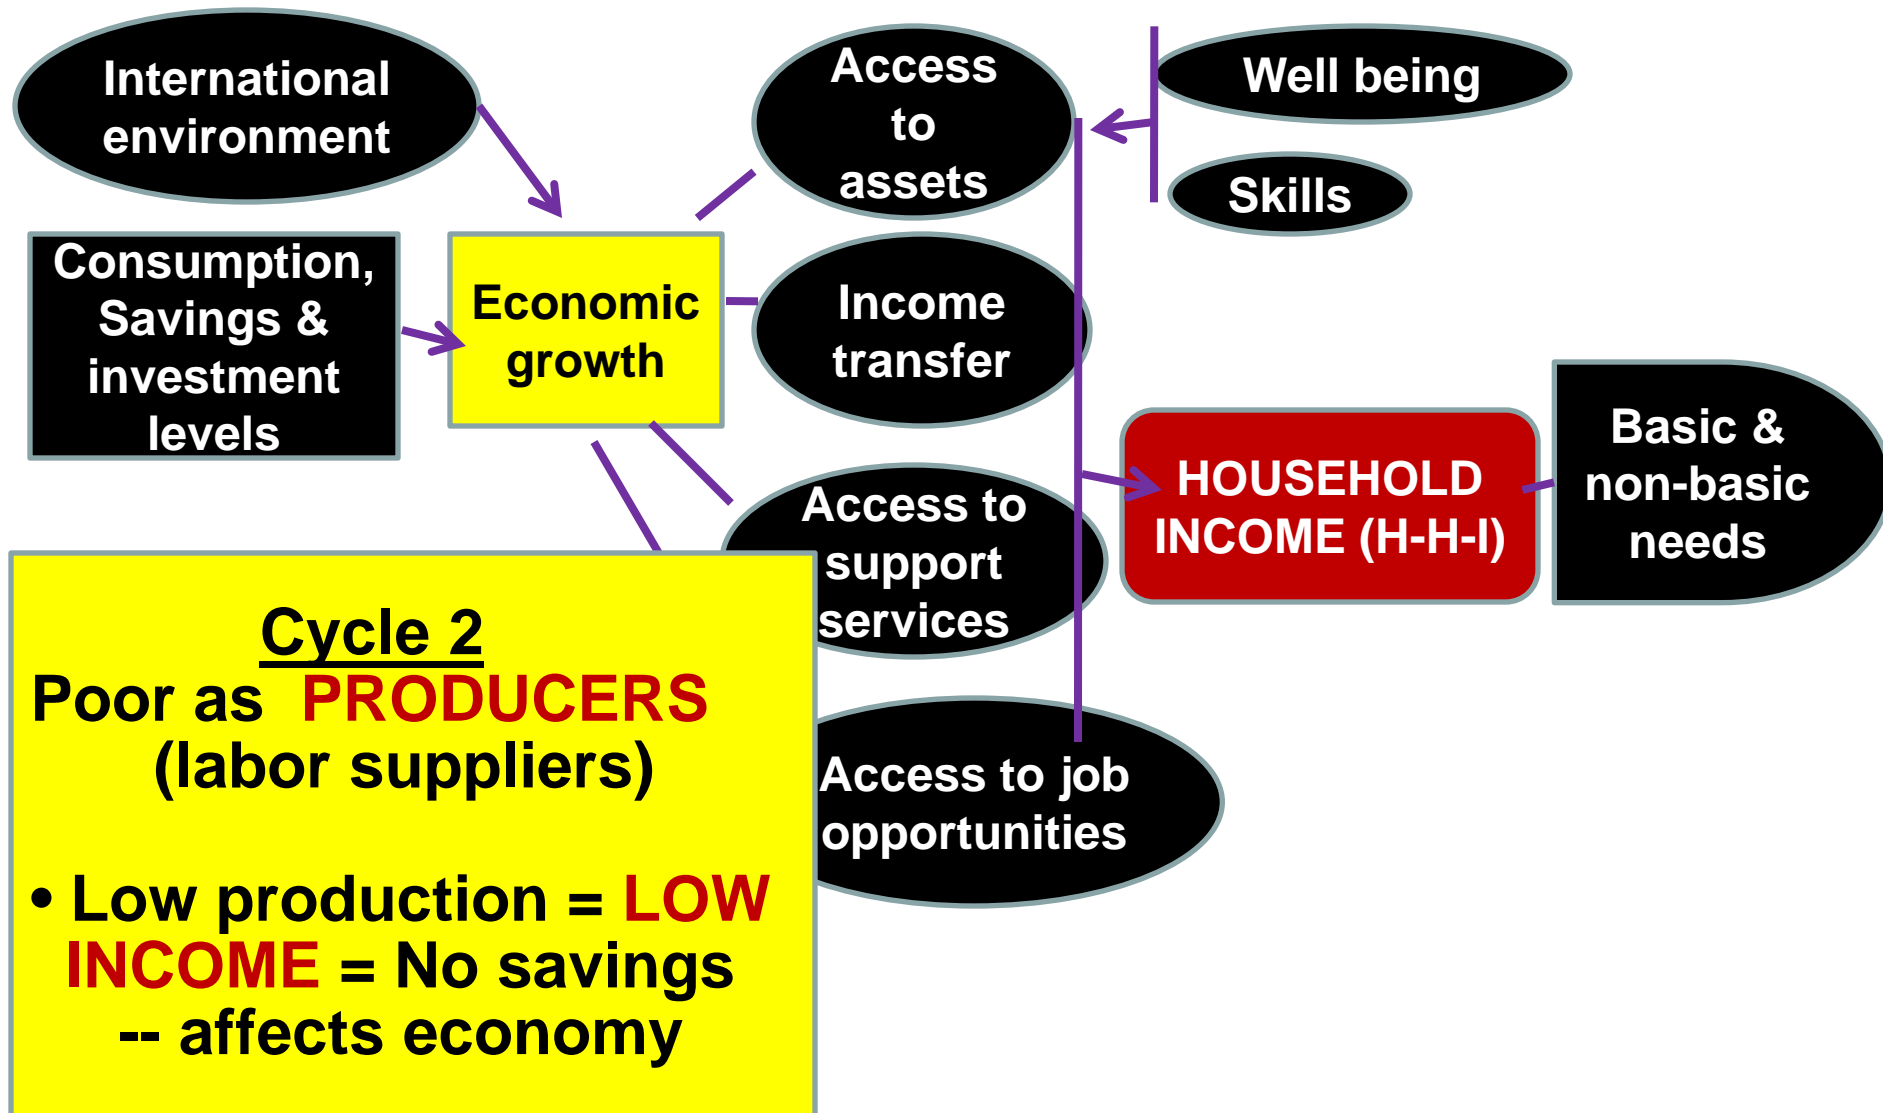 International
environment
Consumption,
Savings &
investment
levels
Economic
growth
Access
to
assets
Income
transfer
Access to
support
services
Access to job
opportunities
Well being
Skills
HOUSEHOLD
INCOME (H-H-I)
Basic &
non-basic
needs
Cycle 2
Poor as PRODUCERS
(labor suppliers)
• Low production = LOW
INCOME = No savings
-- affects economy